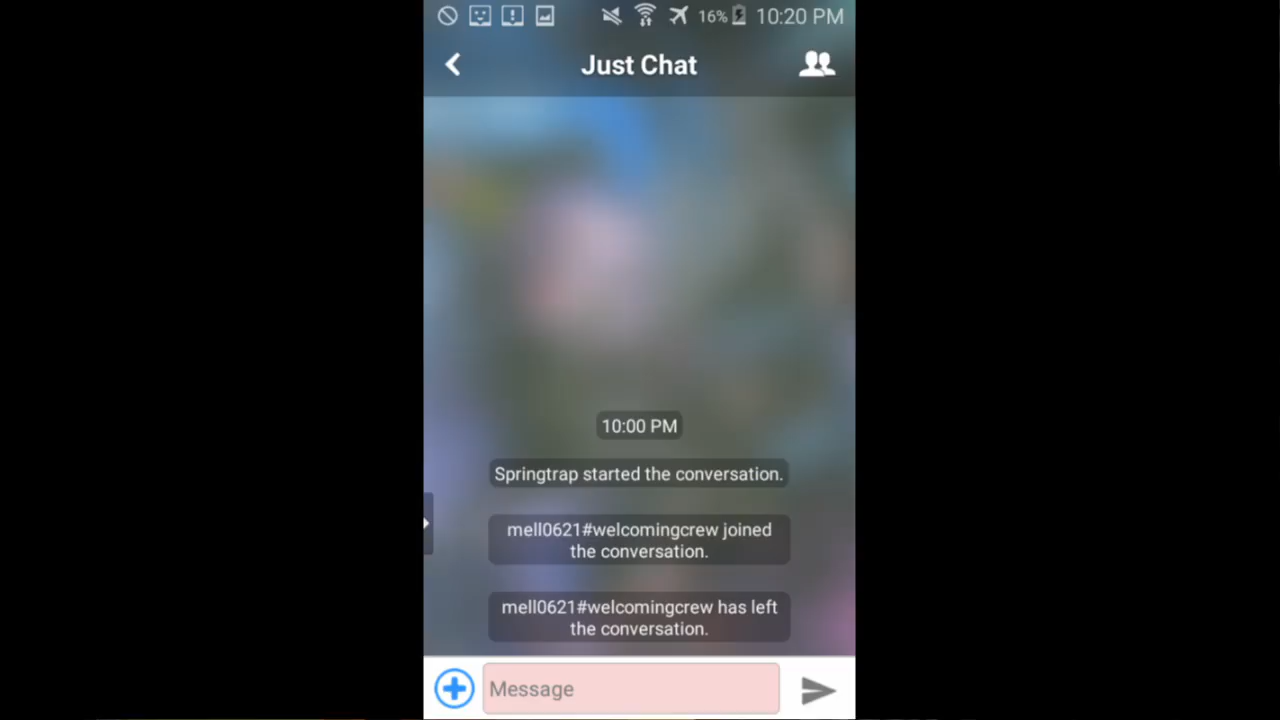 16% 10:20 PM
Just Chat
10:00 PM
Springtrap started the conversation.
mell0621#welcomingcrew joined
the conversation.
mell0621#welcomingcrew has left
the conversation.
Message